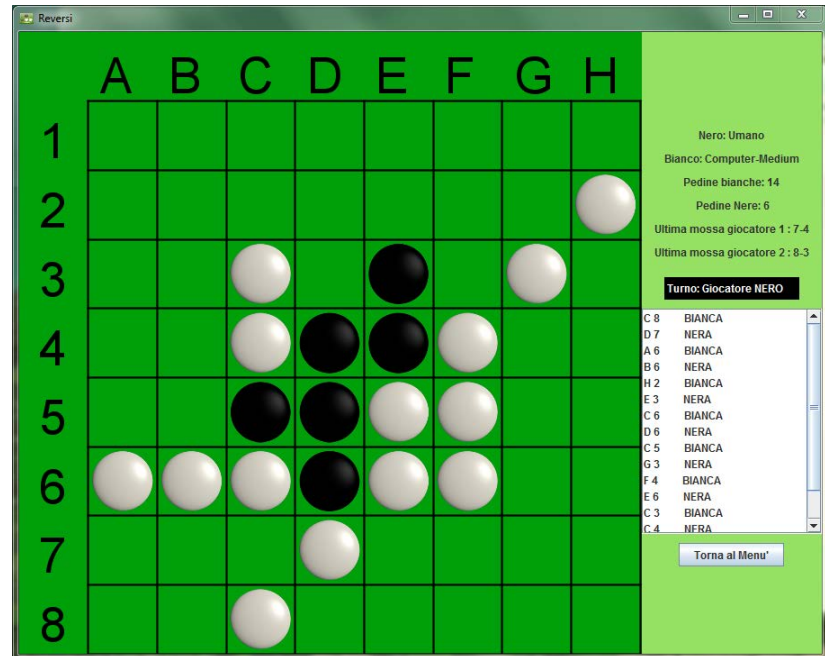 Reversi
A B C D E F G H
1
2
3
4
5
6
7
8
Nero: Umano
Bianco: Computer-Medium
Pedine bianche: 14
Pedine Nere: 6
Ultima mossa giocatore 1 : 7-4
Ultima mossa giocatore 2 : 8-3
Turno: Giocatore NERO
C 8 BIANCA
D 7 NERA
A 6 BIANCA
B 6 NERA
H 2 BIANCA
E 3 NERA
C 6 BIANCA
D 6 NERA
C 5 BIANCA
G 3 NERA
F 4 BIANCA
E 6 NERA
C 3 BIANCA
C 4 NERA
Torna al Menu'